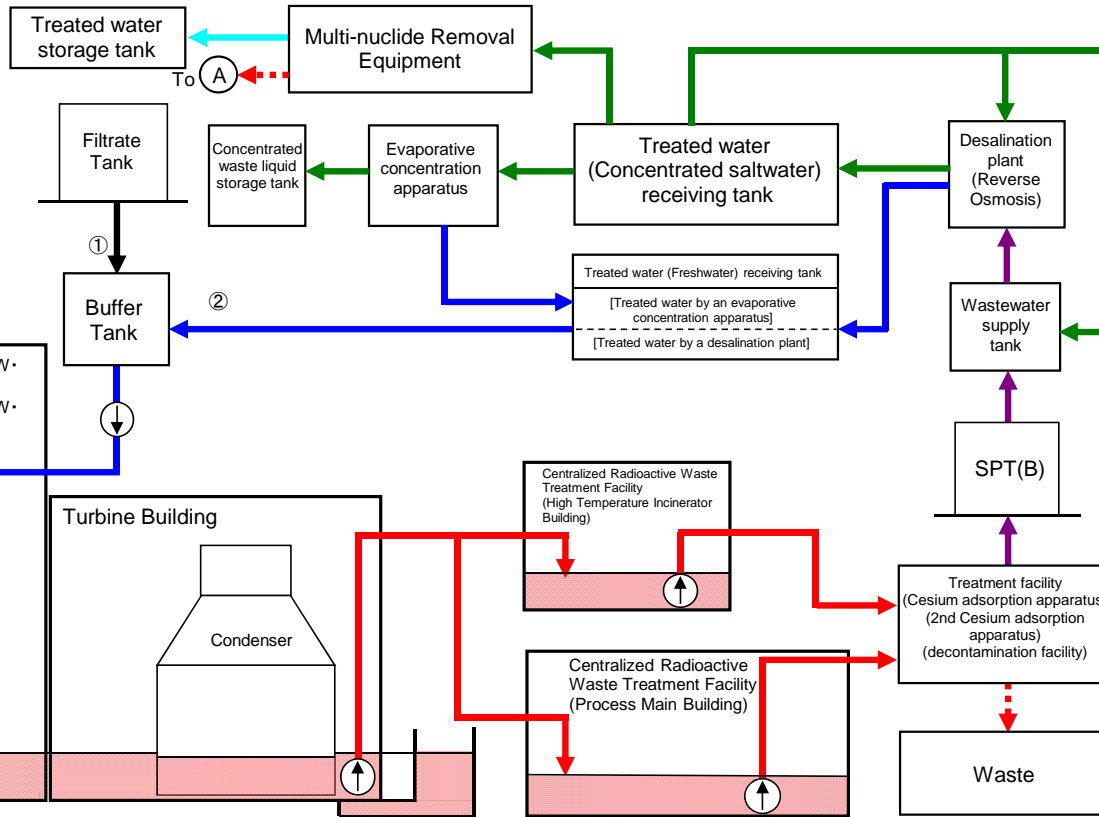 Treated water
storage tank
Multi-nuclide Removal
Equipment
To
A
Filtrate
Tank
Concentrated
waste liquid
storage tank
Evaporative
concentration
apparatus
Treated water
(Concentrated saltwater)
receiving tank
Desalination
plant
(Reverse
Osmosis)
①
Buffer
Tank
②
Treated water (Freshwater) receiving tank
[Treated water by an evaporative
concentration apparatus]
[Treated water by a desalination plant]
Wastewater
supply
tank
w・
w・
SPT(B)
Turbine Building
Condenser
Centralized Radioactive Waste
Treatment Facility
(High Temperature Incinerator
Building)
Centralized Radioactive
Waste Treatment Facility
(Process Main Building)
Treatment facility
(Cesium adsorption apparatus
(2nd Cesium adsorption
apparatus)
(decontamination facility)
Waste